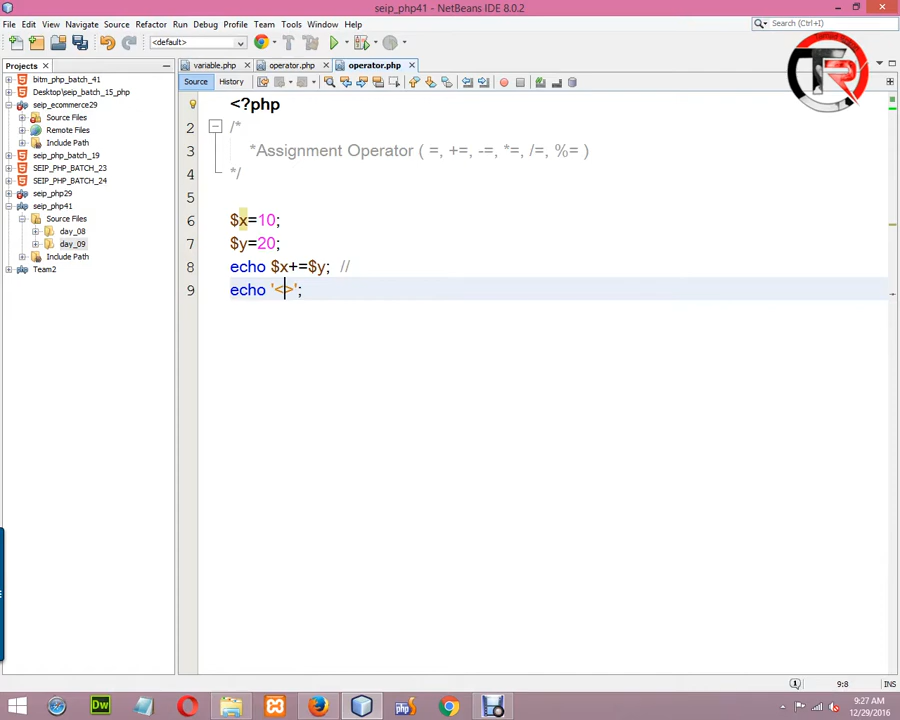 seip_php41 - NetBeans IDE 8.0.2
File Edit View Navigate Source Refactor Run Debug Profile Team Tools Window Help
Search (Ctrl+I)
<default>
Projects
variable.php
operator.php
operator.php
Source
History
bitm_php_batch_41
Desktop\seip_batch_15_php
seip_ecommerce29
Source Files
Remote Files
Include Path
seip_php_batch_19
SEIP_PHP_BATCH_23
SEIP_PHP_BATCH_24
seip_php29
seip_php41
Source Files
day_08
day_09
Include Path
Team2
<?php
2 /*
3 *Assignment Operator ( =, +=, -=, *=, /=, %= )
4 */
5
6 $x=10;
7 $y=20;
8 echo $x+=$y; //
9 echo '<>';
TR
9:8
INS
Dw
php
9:27 AM
12/29/2016